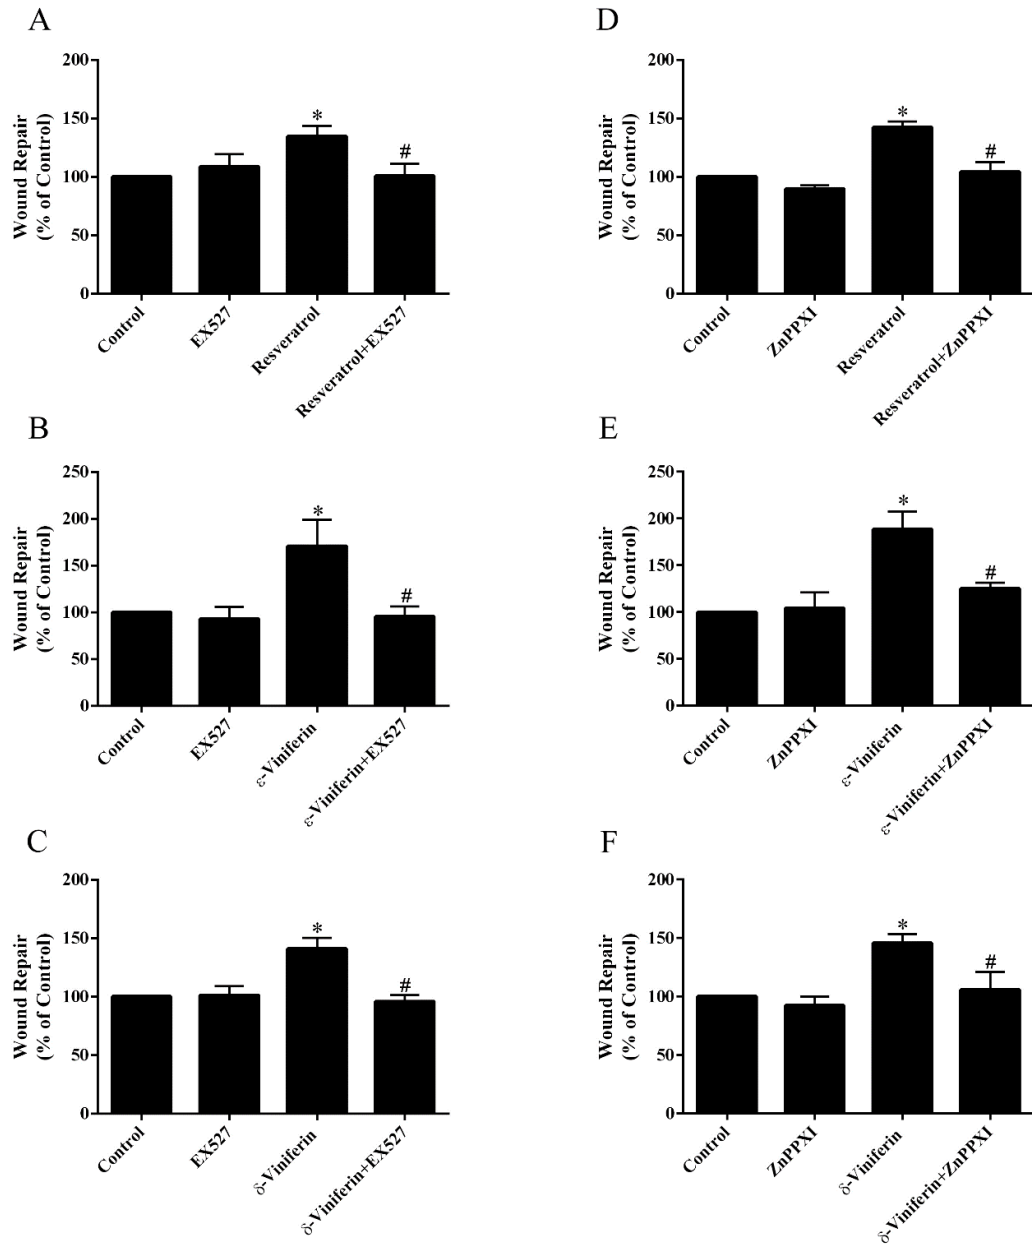 A
Wound Repair
(% of Control)
200
150
100
50
0
*
#
Control
EX527
Resveratrol
Resveratrol+EX527
D
Wound Repair
(% of Control)
200
150
100
50
0
*
#
Control
ZnPPXI
Resveratrol
Resveratrol+ZnPPXI
B
Wound Repair
(% of Control)
250
200
150
100
50
0
*
#
Control
EX527
ε-Viniferin
ε-Viniferin+EX527
E
Wound Repair
(% of Control)
250
200
150
100
50
0
*
#
Control
ZnPPXI
ε-Viniferin
ε-Viniferin+ZnPPXI
C
Wound Repair
(% of Control)
200
150
100
50
0
*
#
Control
EX527
δ-Viniferin
δ-Viniferin+EX527
F
Wound Repair
(% of Control)
200
150
100
50
0
*
#
Control
ZnPPXI
δ-Viniferin
δ-Viniferin+ZnPPXI